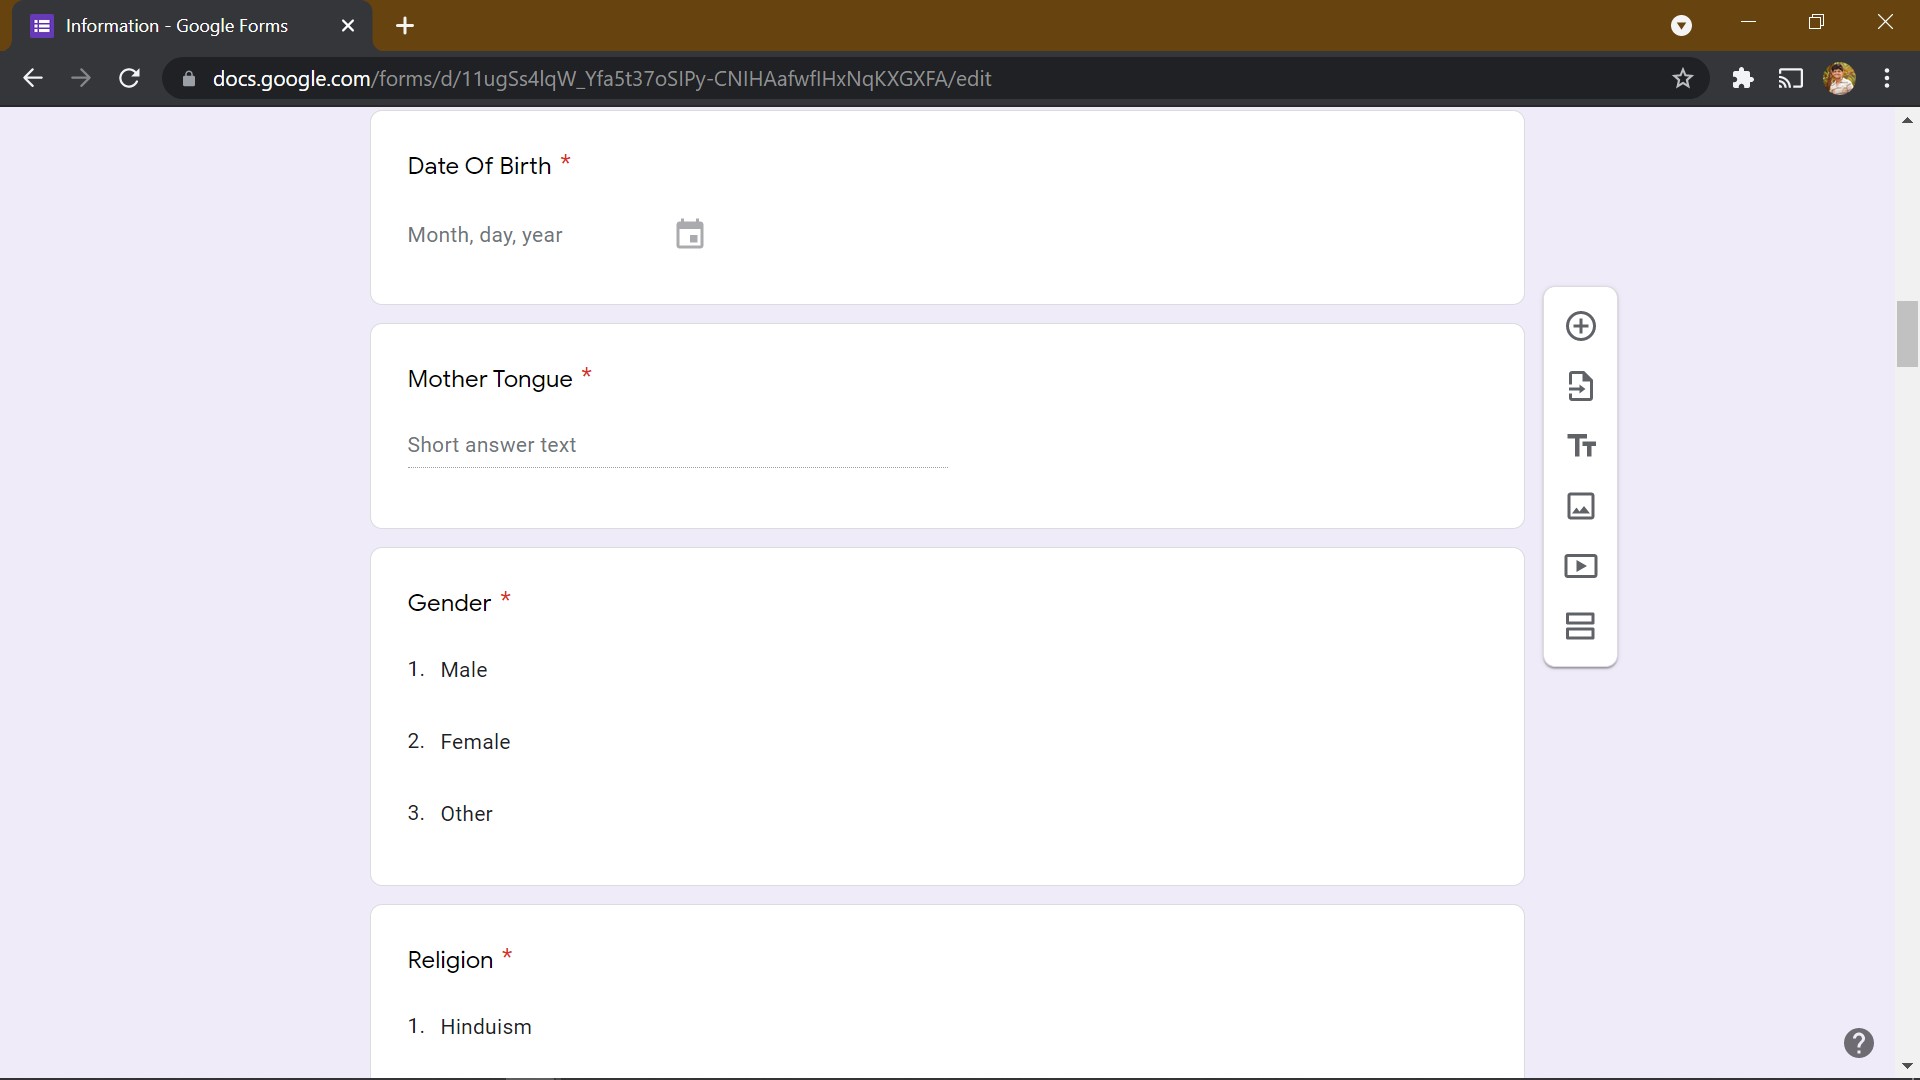 Information - Google Forms
docs.google.com/forms/d/11ugSs4lqW_Yfa5t37oSIPy-CNIHAafwflHxNqKXGXFA/edit
Date Of Birth *
Month, day, year
Mother Tongue *
Short answer text
Gender *
1. Male
2. Female
3. Other
Religion *
1. Hinduism